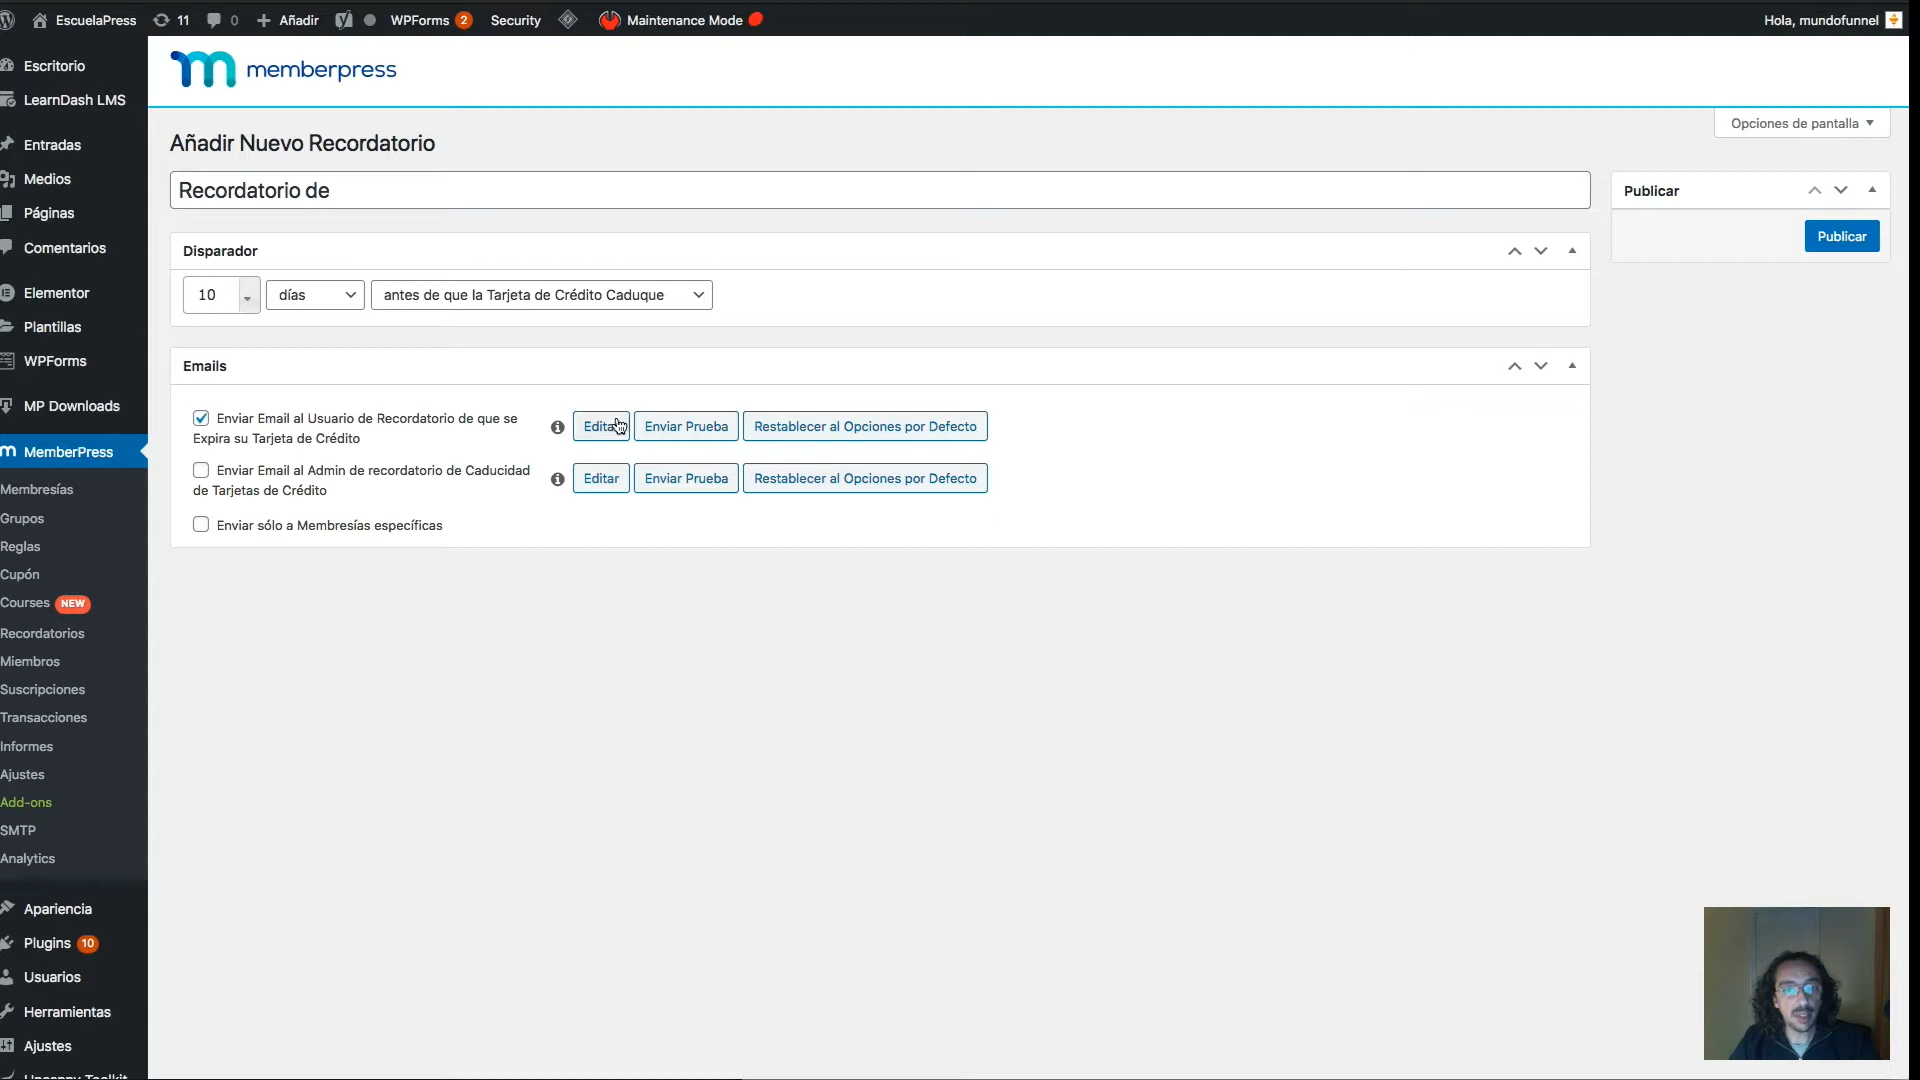 EscuelaPress 11 0 Añadir WPForms 2 Security Maintenance Mode Hola, mundofunnel
Escritorio
LearnDash LMS
Entradas
Medios
Páginas
Comentarios
Elementor
Plantillas
WPForms
MP Downloads
MemberPress
Membresías
Grupos
Reglas
Cupón
Courses NEW
Recordatorios
Miembros
Suscripciones
Transacciones
Informes
Ajustes
Add-ons
SMTP
Analytics
Apariencia
Plugins 10
Usuarios
Herramientas
Ajustes
memberpress
Opciones de pantalla
Añadir Nuevo Recordatorio
Recordatorio de
Disparador
10 días antes de que la Tarjeta de Crédito Caduque
Emails
Enviar Email al Usuario de Recordatorio de que se
Expira su Tarjeta de Crédito
Editar Enviar Prueba Restablecer al Opciones por Defecto
Enviar Email al Admin de recordatorio de Caducidad
de Tarjetas de Crédito
Editar Enviar Prueba Restablecer al Opciones por Defecto
Enviar sólo a Membresías específicas
Publicar
Publicar